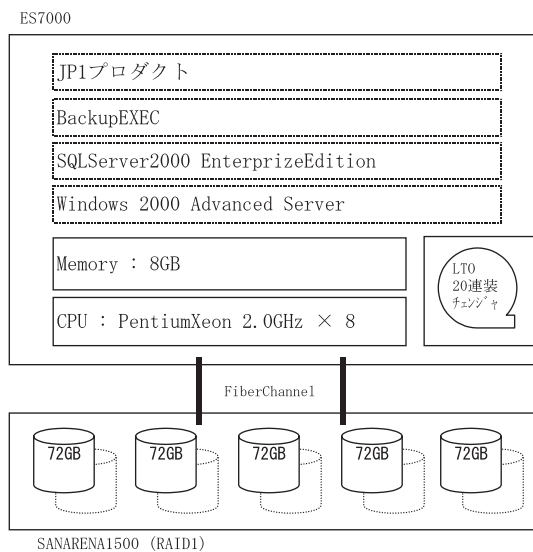 ES7000
JP1プロダクト
BackupEXEC
SQLServer2000 EnterprizeEdition
Windows 2000 Advanced Server
Memory : 8GB
CPU : PentiumXeon 2.0GHz × 8
LTO
20連装
ﾁｪﾝｼﾞｬ
FiberChannel
72GB 72GB 72GB 72GB 72GB
SANARENA1500 (RAID1)